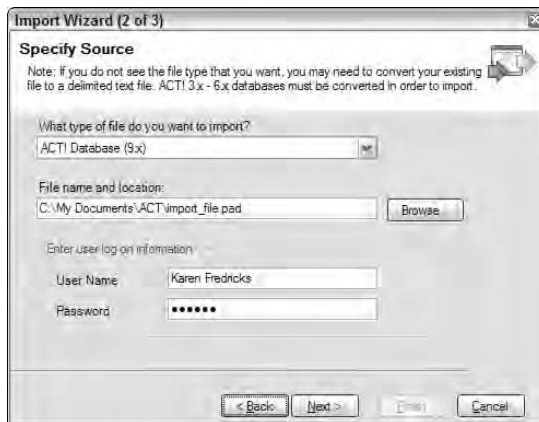 Import Wizard (2 of 3)
Specify Source
Note: If you do not see the file type that you want, you may need to convert your existing
file to a delimited text file. ACT! 3.x - 6.x databases must be converted in order to import.
What type of file do you want to import?
ACT! Database (9.x)
File name and location:
C:\My Documents\ACT\import_file.pad
Browse
Enter user log on information
User Name
Karen Fredricks
Password
••••••
< Back
Next >
Finish
Cancel